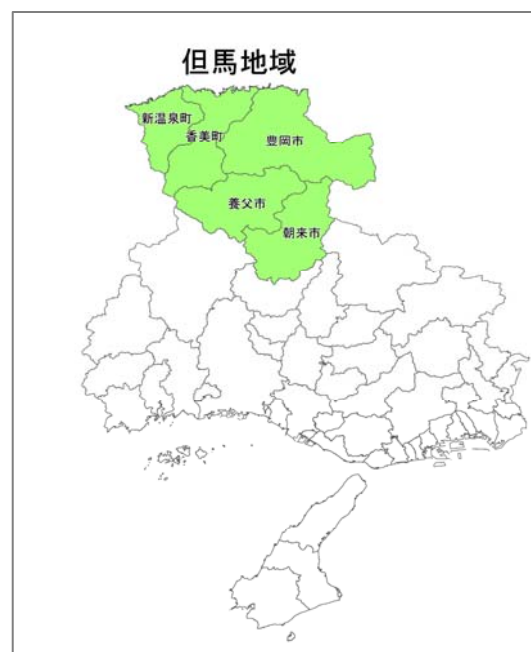 但馬地域
新温泉町
香美町
豊岡市
養父市
朝来市